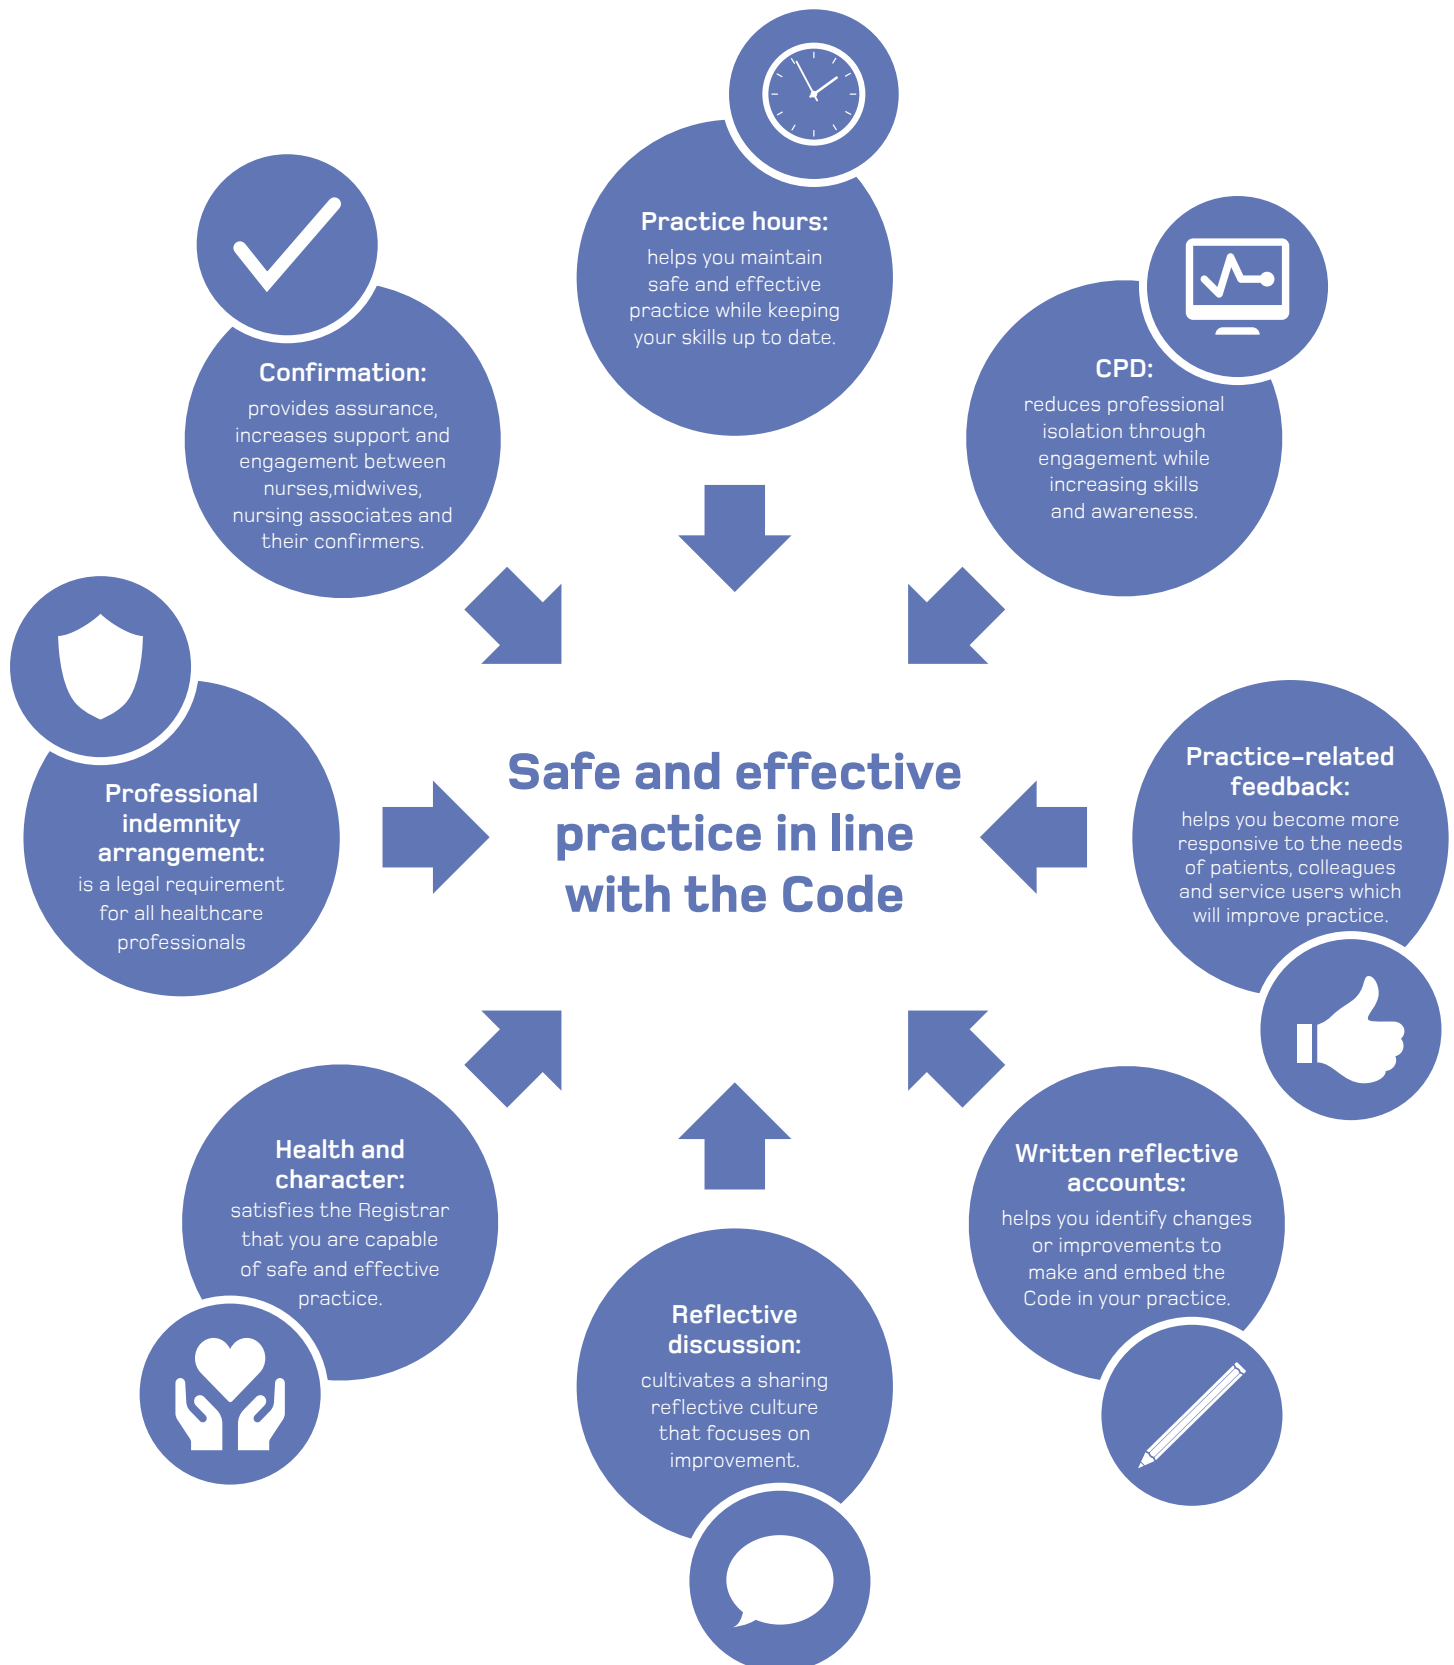 Practice hours:
helps you maintain
safe and effective
practice while keeping
your skills up to date.
CPD:
reduces professional
isolation through
engagement while
increasing skills
and awareness.
Practice-related
feedback:
helps you become more
responsive to the needs
of patients, colleagues
and service users which
will improve practice.
Written reflective
accounts:
helps you identify changes
or improvements to
make and embed the
Code in your practice.
Reflective
discussion:
cultivates a sharing
reflective culture
that focuses on
improvement.
Health and
character:
satisfies the Registrar
that you are capable
of safe and effective
practice.
Professional
indemnity
arrangement:
is a legal requirement
for all healthcare
professionals
Confirmation:
provides assurance,
increases support and
engagement between
nurses,midwives,
nursing associates and
their confirmers.
Safe and effective
practice in line
with the Code